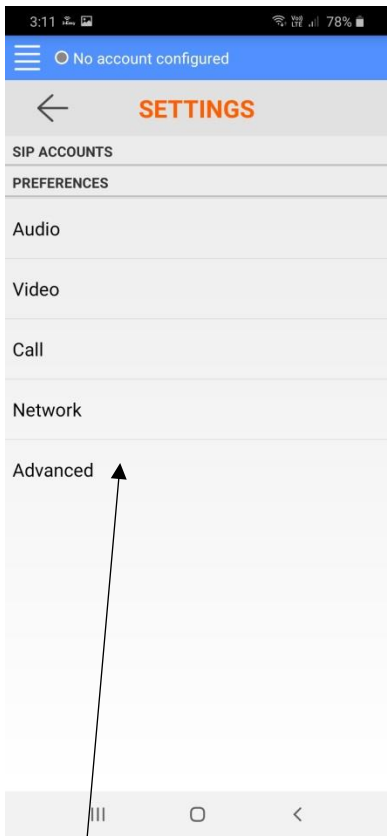 3:11 78%
No account configured
SETTINGS
SIP ACCOUNTS
PREFERENCES
Audio
Video
Call
Network
Advanced